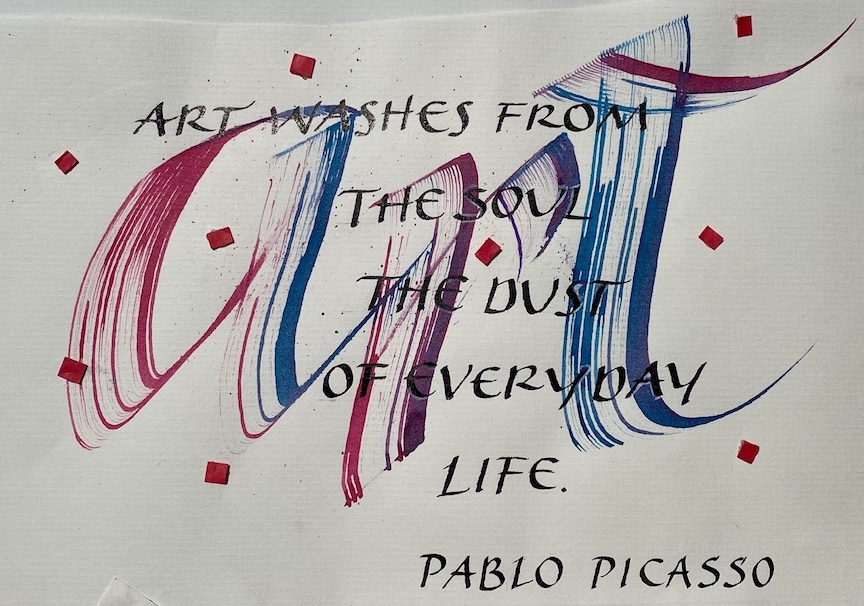 art
ART WASHES FROM
THE SOUL
THE DUST
OF EVERYDAY
LIFE.
PABLO PICASSO